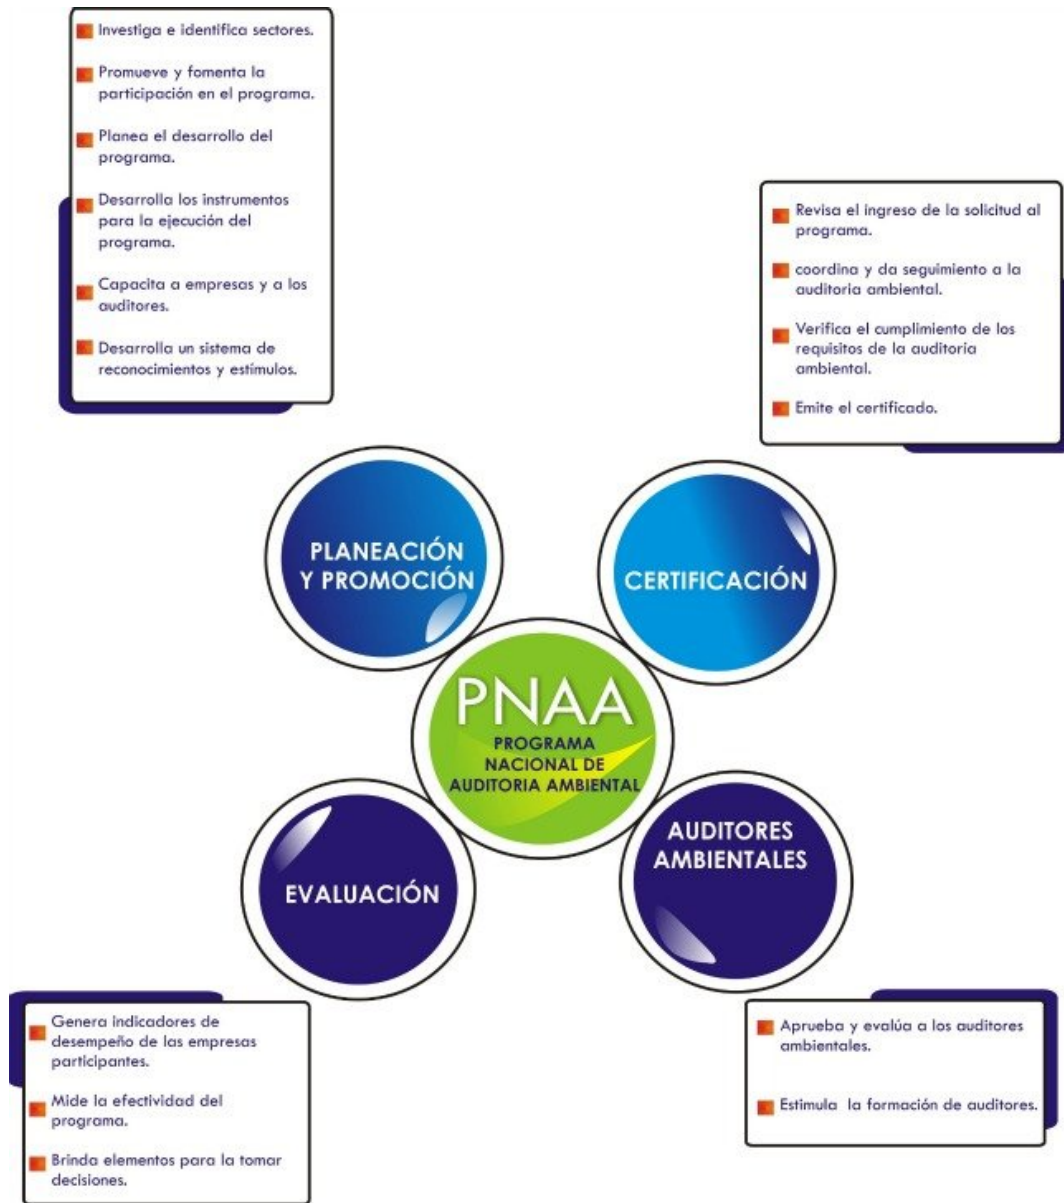 Investiga e identifica sectores.
Promueve y fomenta la
participación en el programa.
Planea el desarrollo del
programa.
Desarrolla los instrumentos
para la ejecución del
programa.
Capacita a empresas y a los
auditores.
Desarrolla un sistema de
reconocimientos y estímulos.
Revisa el ingreso de la solicitud al
programa.
coordina y da seguimiento a la
auditoria ambiental.
Verifica el cumplimiento de los
requisitos de la auditoria
ambiental.
Emite el certificado.
PLANEACIÓN
Y PROMOCIÓN
CERTIFICACIÓN
PNAA
PROGRAMA
NACIONAL DE
AUDITORIA AMBIENTAL
EVALUACIÓN
AUDITORES
AMBIENTALES
Genera indicadores de
desempeño de las empresas
participantes.
Mide la efectividad del
programa.
Brinda elementos para la tomar
decisiones.
Aprueba y evalúa a los auditores
ambientales.
Estimula  la formación de auditores.